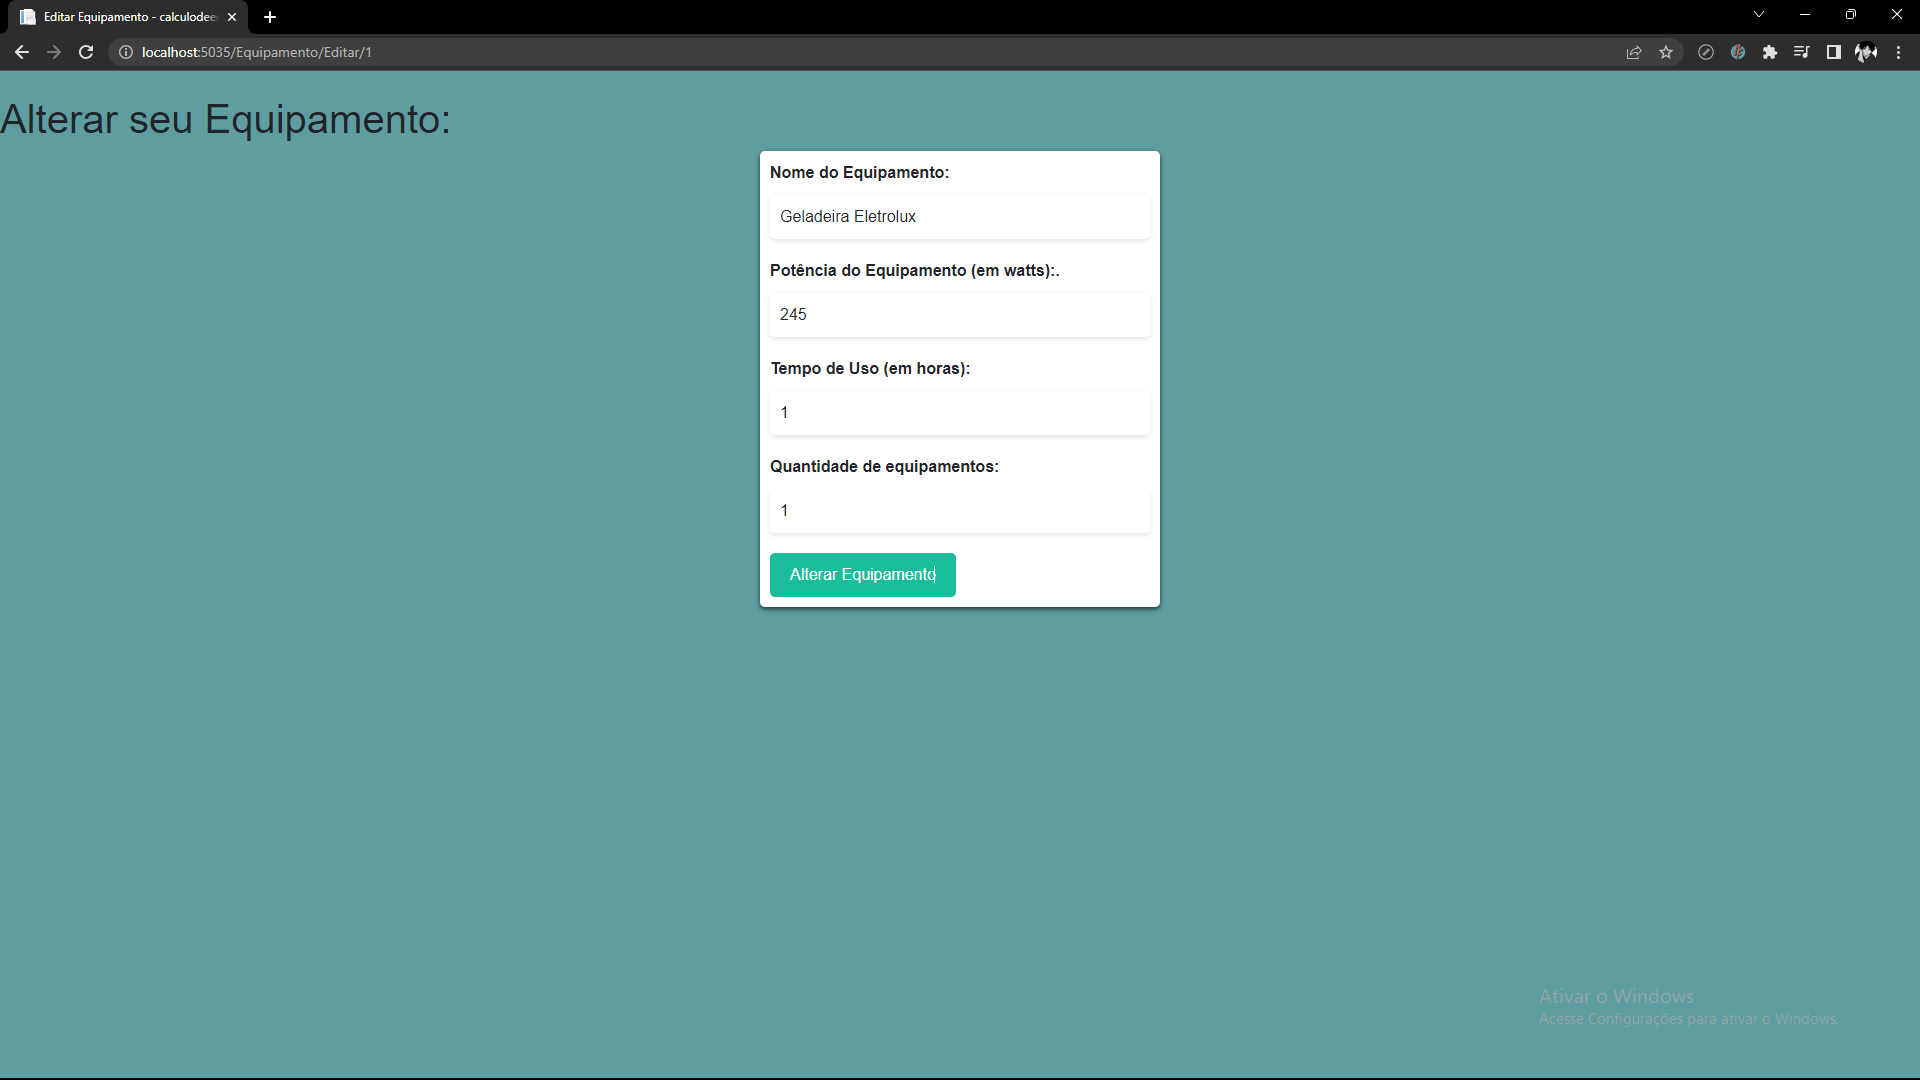 Editar Equipamento - calculodee
localhost:5035/Equipamento/Editar/1
Alterar seu Equipamento:
Nome do Equipamento:
Geladeira Eletrolux
Potência do Equipamento (em watts):.
245
Tempo de Uso (em horas):
1
Quantidade de equipamentos:
1
Alterar Equipamento
Ativar o Windows
Acesse Configurações para ativar o Windows.